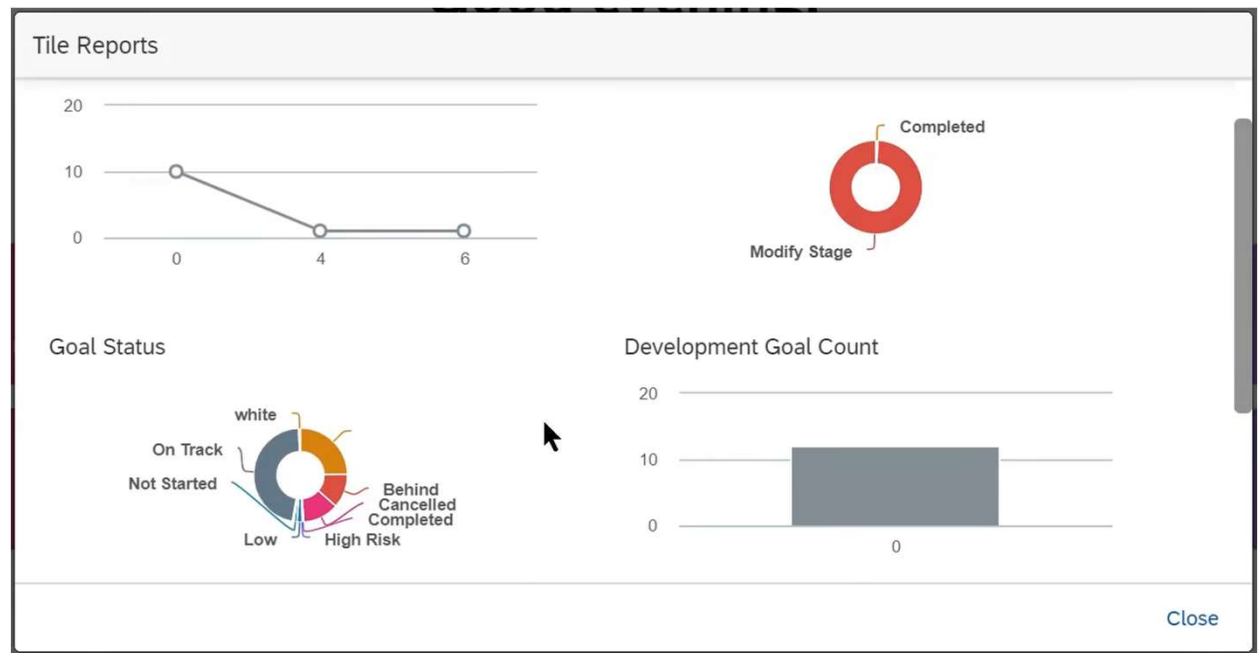 Tile Reports
20
10
0
0 4 6
Completed
Modify Stage
Goal Status
white
On Track
Not Started
Low
Behind
Cancelled
Completed
High Risk
Development Goal Count
20
10
0
0
Close